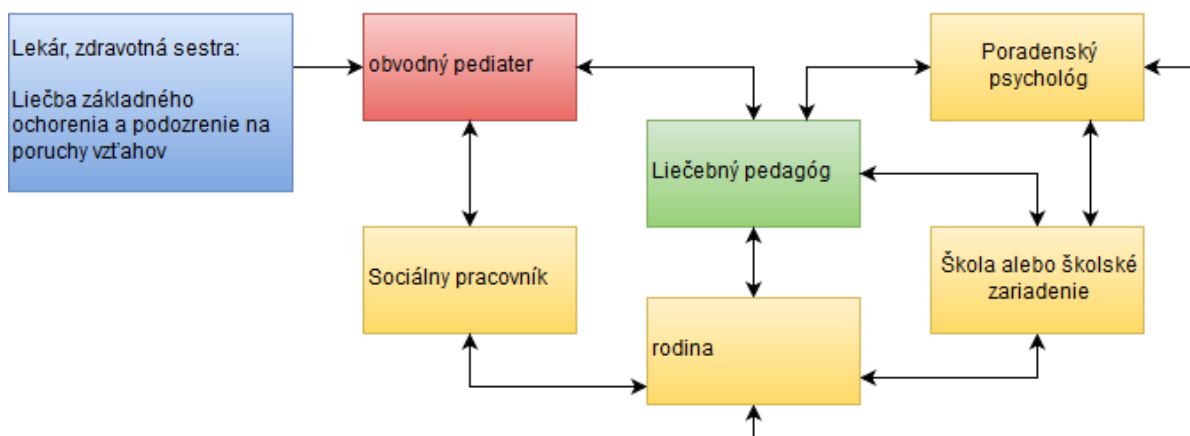 Lekár, zdravotná sestra:
Liečba základného
ochorenia a podozrenie na
poruchy vzťahov
obvodný pediater
Poradenský
psychológ
Liečebný pedagóg
Sociálny pracovník
Škola alebo školské
zariadenie
rodina